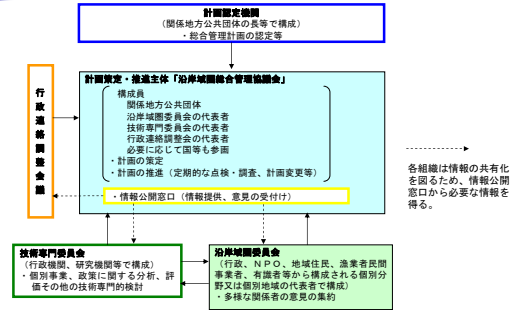 計画認定機関
（関係地方公共団体の長等で構成）
・総合管理計画の認定等
行政連絡調整会議
計画策定・推進主体「沿岸域圏総合管理協議会」
構成員
関係地方公共団体
沿岸域圏委員会の代表者
技術専門委員会の代表者
行政連絡調整会の代表者
必要に応じて国等も参画
・計画の策定
・計画の推進（定期的な点検・調査、計画変更等）
・情報公開窓口（情報提供、意見の受付け）
各組織は情報の共有化
を図るため、情報公開
窓口から必要な情報を
得る。
技術専門委員会
（行政機関、研究機関等で構成）
・個別事業、政策に関する分析、評
価その他の技術専門的検討
沿岸域圏委員会
（行政、ＮＰＯ、地域住民、漁業者民間
事業者、有識者等から構成される個別分
野又は個別地域の代表者で構成）
・多様な関係者の意見の集約